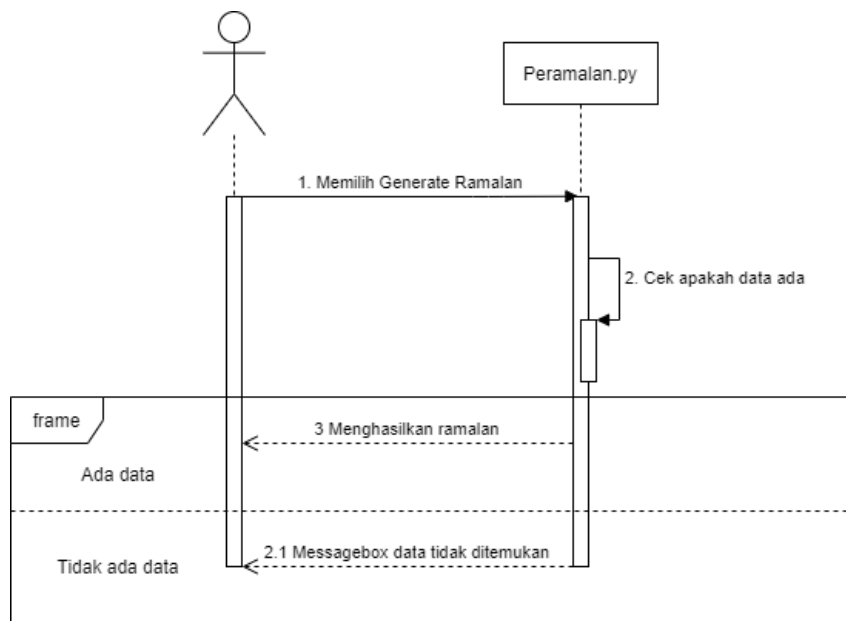 Peramalan.py
1. Memilih Generate Ramalan
2. Cek apakah data ada
frame
3 Menghasilkan ramalan
Ada data
2.1 Messagebox data tidak ditemukan
Tidak ada data